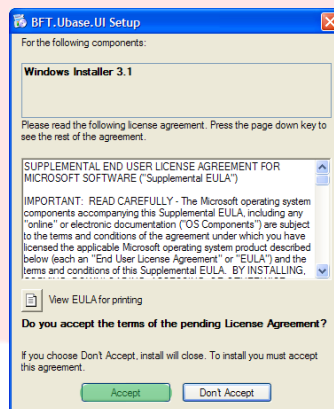 BFT.Ubase.UI Setup
For the following components:
Windows Installer 3.1
Please read the following license agreement. Press the page down key to
see the rest of the agreement.
SUPPLEMENTAL END USER LICENSE AGREEMENT FOR
MICROSOFT SOFTWARE ("Supplemental EULA")
IMPORTANT: READ CAREFULLY - The Microsoft operating system
components accompanying this Supplemental EULA, including any
"online" or electronic documentation ("OS Components") are subject
to the terms and conditions of the agreement under which you have
licensed the applicable Microsoft operating system product described
below (each an "End User License Agreement" or "EULA") and the
terms and conditions of this Supplemental EULA. BY INSTALLING,
View EULA for printing
Do you accept the terms of the pending License Agreement?
If you choose Don't Accept, install will close. To install you must accept
this agreement.
Accept
Don't Accept